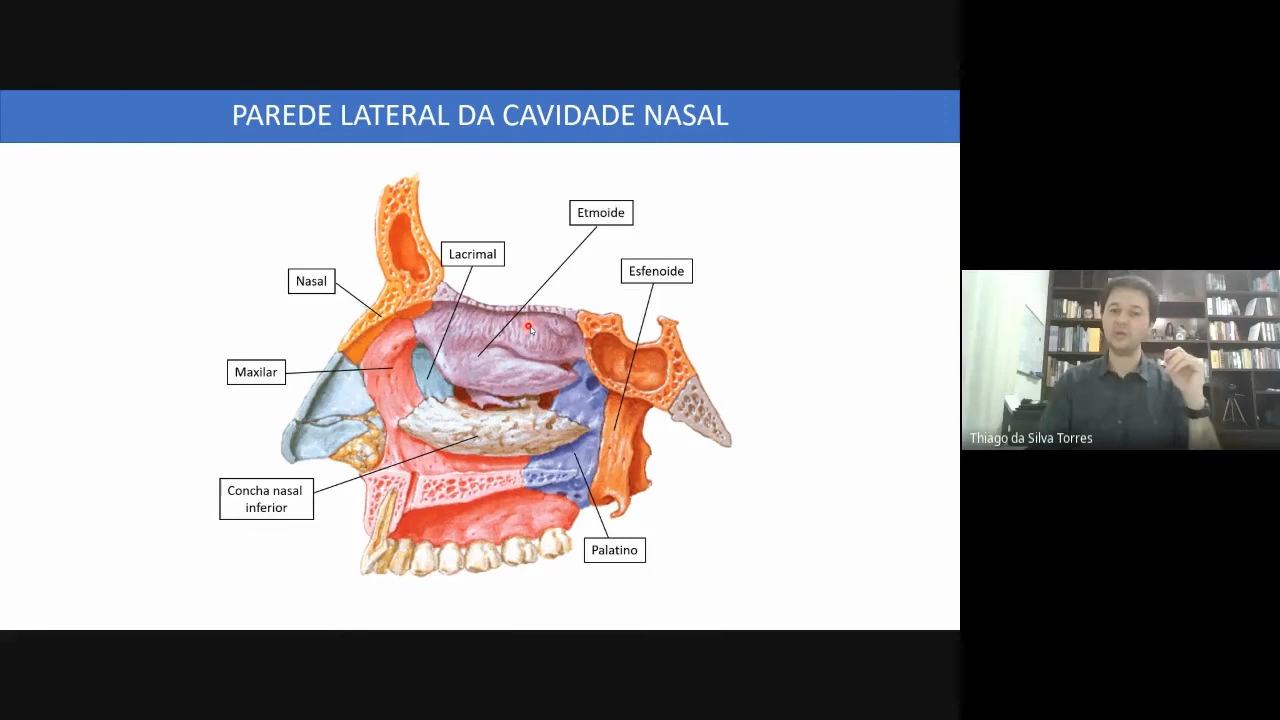 PAREDE LATERAL DA CAVIDADE NASAL
Etmoide
Lacrimal
Esfenoide
Nasal
Maxilar
Concha nasal
inferior
Palatino
Thiago da Silva Torres